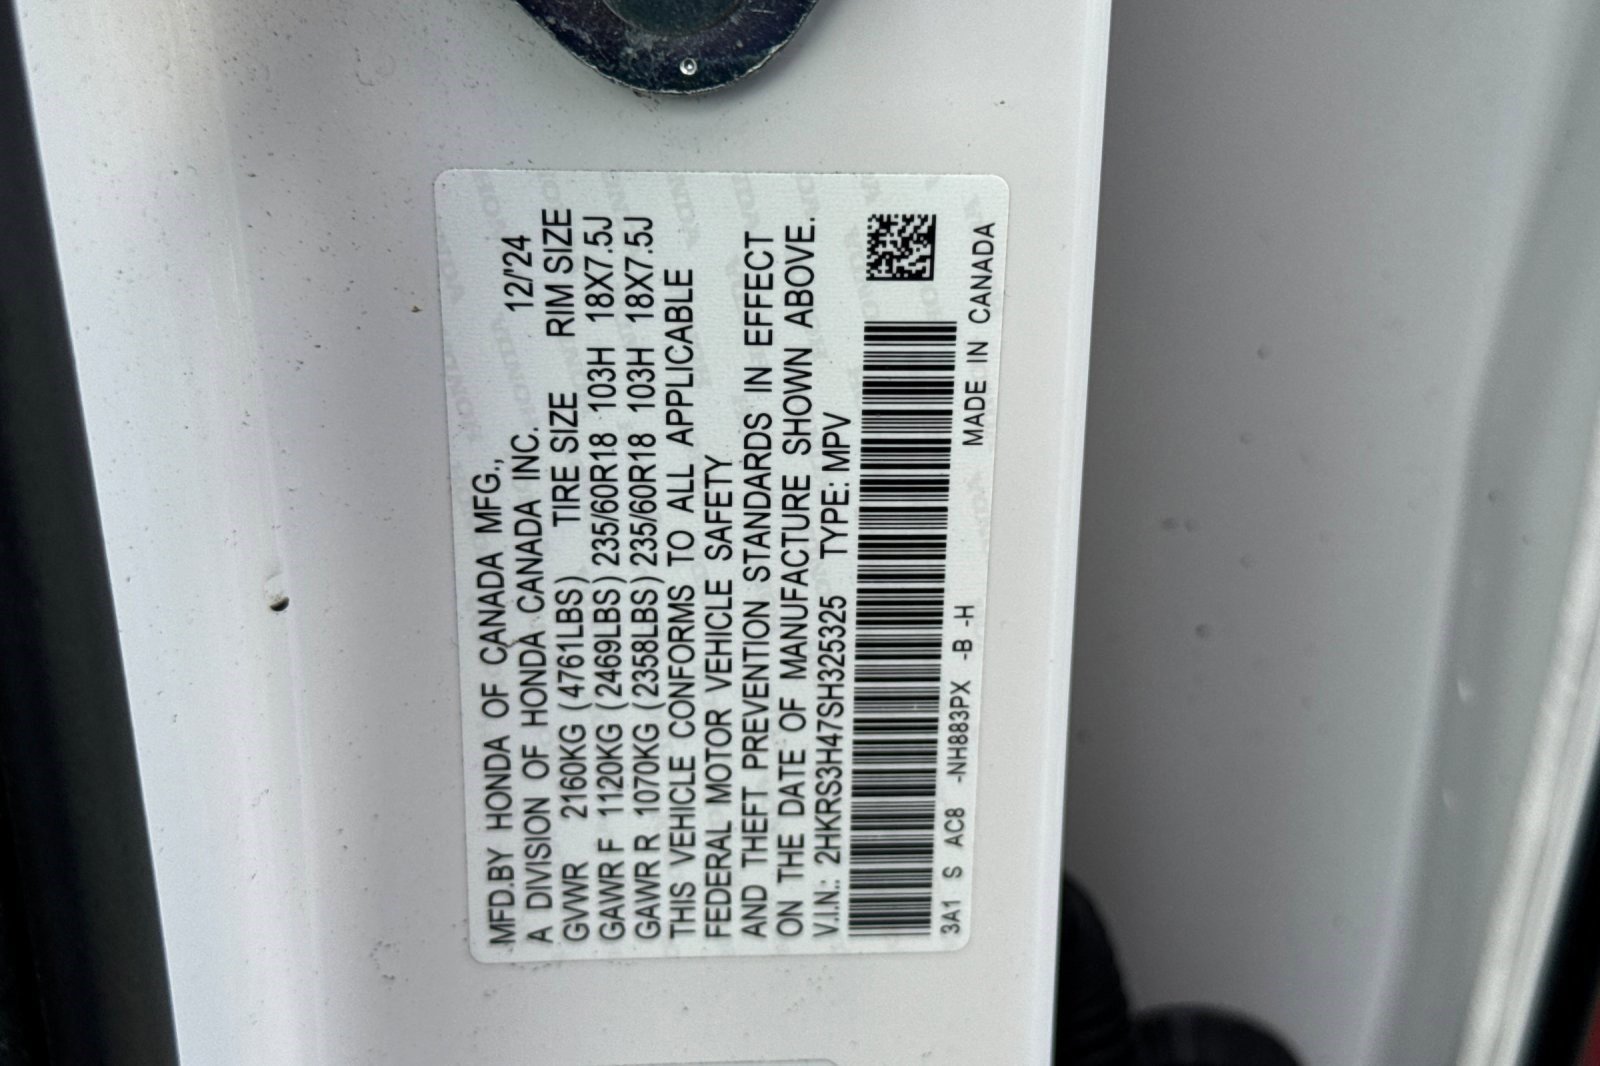 MFD.BY HONDA OF CANADA MFG.,
A DIVISION OF HONDA CANADA INC. 12/'24
GVWR 2160KG (4761LBS) TIRE SIZE RIM SIZE
GAWR F 1120KG (2469LBS) 235/60R18 103H 18X7.5J
GAWR R 1070KG (2358LBS) 235/60R18 103H 18X7.5J
THIS VEHICLE CONFORMS TO ALL APPLICABLE
FEDERAL MOTOR VEHICLE SAFETY
AND THEFT PREVENTION STANDARDS IN EFFECT
ON THE DATE OF MANUFACTURE SHOWN ABOVE.
V.I.N.: 2HKRS3H47SH325325 TYPE: MPV
3A1 S AC8 -NH883PX -B -H MADE IN CANADA